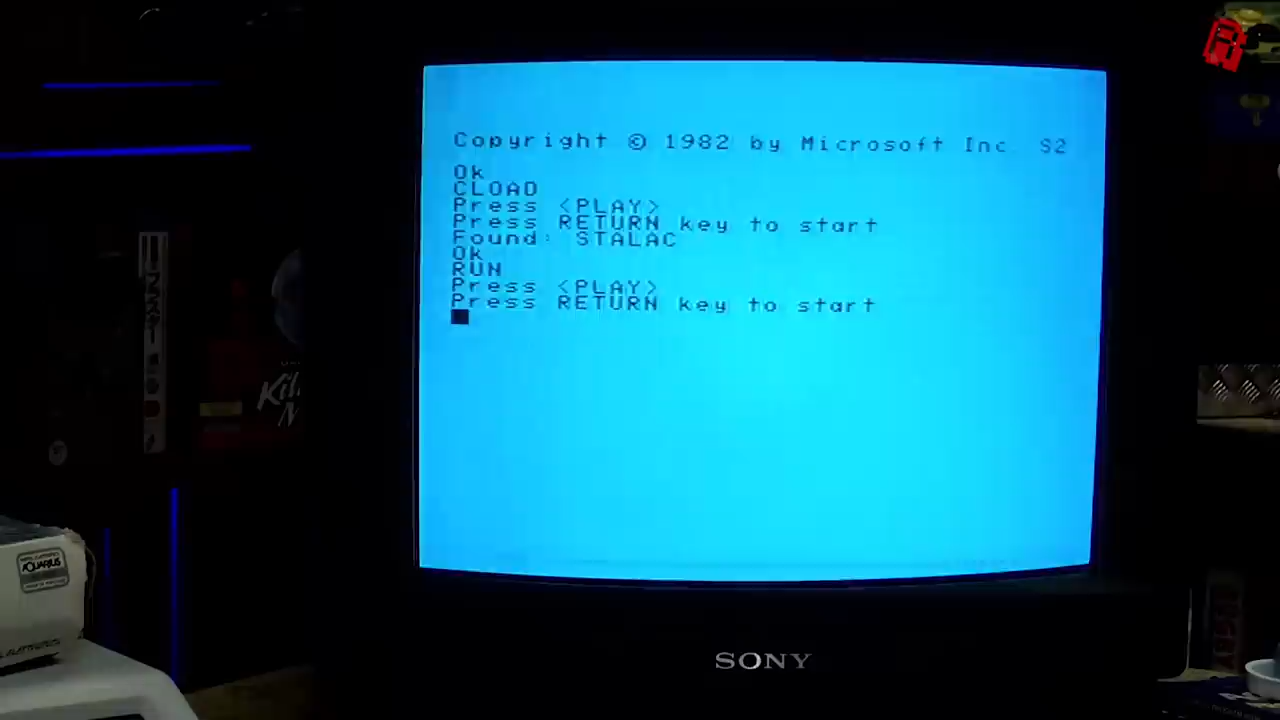 Copyright © 1982 by Microsoft Inc. S2
Ok
CLOAD
Press <PLAY>
Press RETURN key to start
Found: STALAC
Ok
RUN
Press <PLAY>
Press RETURN key to start
AQUARIUS
SONY